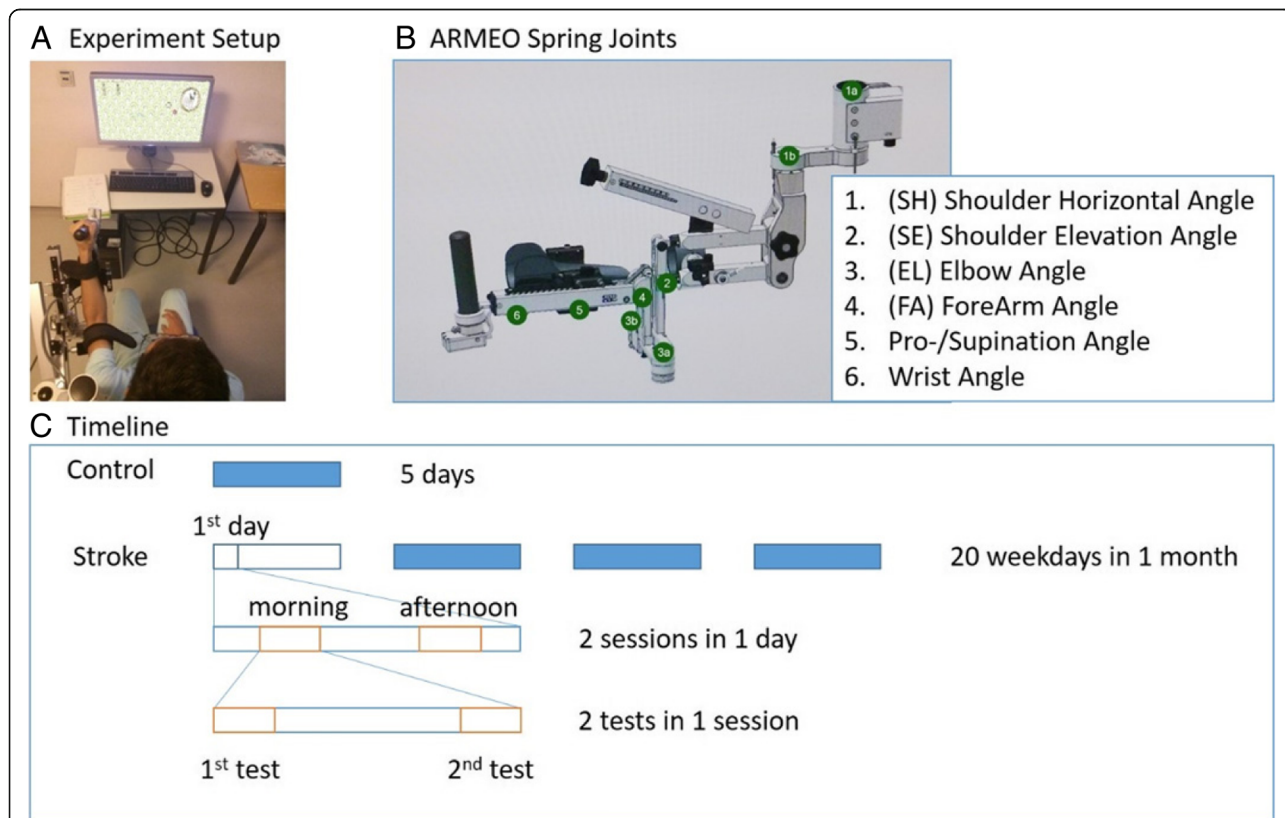 A Experiment Setup
B ARMEO Spring Joints
1a
1b
2
4
3b
3a
5
6
1. (SH) Shoulder Horizontal Angle
2. (SE) Shoulder Elevation Angle
3. (EL) Elbow Angle
4. (FA) ForeArm Angle
5. Pro-/Supination Angle
6. Wrist Angle
C Timeline
Control
5 days
1st day
Stroke
20 weekdays in 1 month
morning afternoon
2 sessions in 1 day
2 tests in 1 session
1st test
2nd test